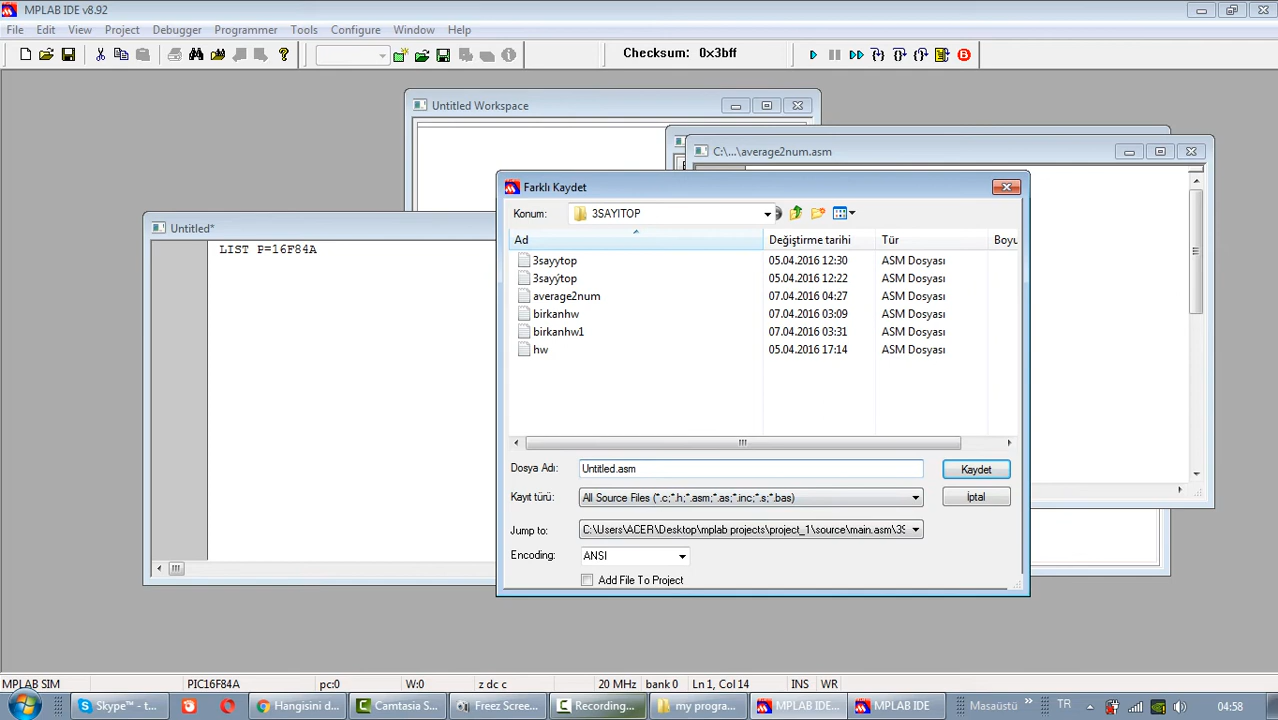 MPLAB IDE v8.92
File Edit View Project Debugger Programmer Tools Configure Window Help
Checksum: 0x3bff
Untitled Workspace
C:\...\average2num.asm
Farklı Kaydet
Konum: 3SAYITOP
Untitled*
LIST P=16F84A
Ad Değiştirme tarihi Tür Boyu
3sayytop 05.04.2016 12:30 ASM Dosyası
3sayýtop 05.04.2016 12:22 ASM Dosyası
average2num 07.04.2016 04:27 ASM Dosyası
birkanhw 07.04.2016 03:09 ASM Dosyası
birkanhw1 07.04.2016 03:31 ASM Dosyası
hw 05.04.2016 17:14 ASM Dosyası
Dosya Adı: Untitled.asm Kaydet
Kayıt türü: All Source Files (*.c;*.h;*.asm;*.as;*.inc;*.s;*.bas) İptal
Jump to: C:\Users\ACER\Desktop\mplab projects\project_1\source\main.asm\3S
Encoding: ANSI
Add File To Project
MPLAB SIM PIC16F84A pc:0 W:0 z dc c 20 MHz bank 0 Ln 1, Col 14 INS WR
Skype™ - t... Hangisini d... Camtasia S... Freez Scree... Recording... my progra... MPLAB IDE... MPLAB IDE Masaüstü » TR 04:58